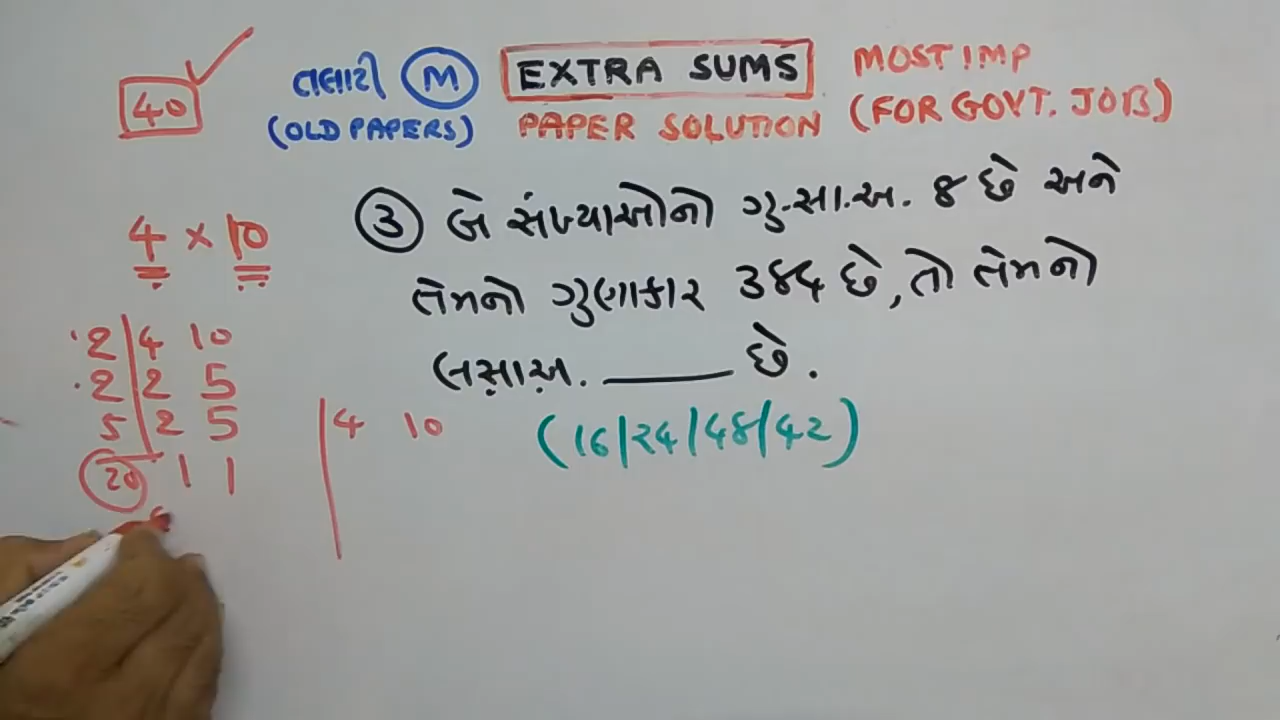 40
તલાટી M EXTRA SUMS MOST IMP
(OLD PAPERS) PAPER SOLUTION (FOR GOVT. JOB)
③ બે સંખ્યાઓનો ગુ.સા.અ. ૪ છે અને
તેમનો ગુણાકાર 384 છે, તો તેમનો
લ.સા.અ. ______ છે.
(16/24/48/42)
4 × 10
2 4 10
2 2 5
5 2 5
20 1 1
4 10